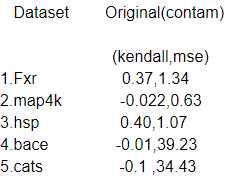 Dataset Original(contam)
(kendall,mse)
1.Fxr 0.37,1.34
2.map4k -0.022,0.63
3.hsp 0.40,1.07
4.bace -0.01,39.23
5.cats -0.1 ,34.43